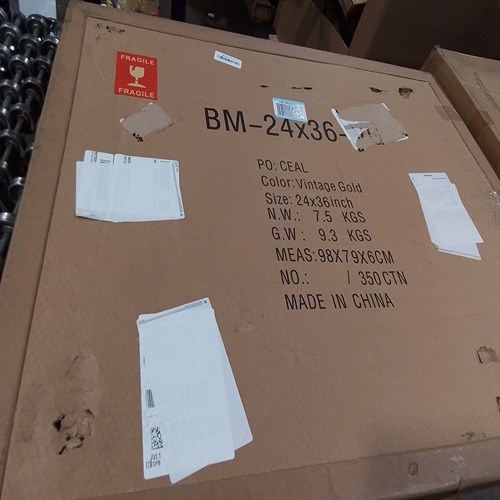 FRAGILE
FRAGILE
BM-24x36-
PO: CEAL
Color:Vintage Gold
Size: 24x36inch
N.W.: 7.5 KGS
G.W : 9.3 KGS
MEAS:98X79X6CM
NO.: / 350CTN
MADE IN CHINA